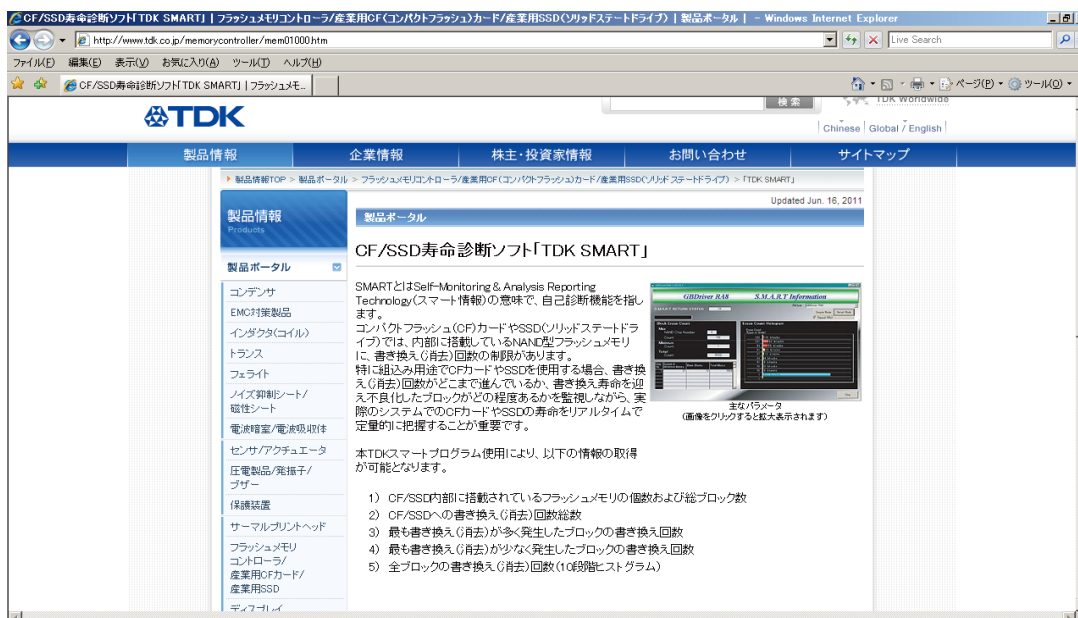 CF/SSD寿命診断ソフト「TDK SMART」 | フラッシュメモリコントローラ/産業用CF(コンパクトフラッシュ)カード/産業用SSD(ソリッドステートドライブ) | 製品ポータル | - Windows Internet Explorer
http://www.tdk.co.jp/memorycontroller/mem01000.htm
Live Search
ファイル(F) 編集(E) 表示(V) お気に入り(A) ツール(T) ヘルプ(H)
CF/SSD寿命診断ソフト「TDK SMART」 | フラッシュメモ...
ページ(P) ツール(O)
TDK
検索
TDK Worldwide
Chinese Global / English
製品情報 企業情報 株主・投資家情報 お問い合わせ サイトマップ
製品情報TOP > 製品ポータル > フラッシュメモリコントローラ/産業用CF(コンパクトフラッシュ)カード/産業用SSD(ソリッドステートドライブ) > 「TDK SMART」
Updated Jun. 16, 2011
製品情報
Products
製品ポータル
コンデンサ
EMC対策製品
インダクタ(コイル)
トランス
フェライト
ノイズ抑制シート/
磁性シート
電波暗室/電波吸収体
センサ/アクチュエータ
圧電製品/発振子/
ブザー
保護装置
サーマルプリントヘッド
フラッシュメモリ
コントローラ/
産業用CFカード/
産業用SSD
ディスプレイ
製品ポータル
CF/SSD寿命診断ソフト「TDK SMART」
SMARTとはSelf-Monitoring & Analysis Reporting
Technology(スマート情報)の意味で、自己診断機能を指し
ます。
コンパクトフラッシュ(CF)カードやSSD(ソリッドステートドラ
イブ)では、内部に搭載しているNAND型フラッシュメモリ
に、書き換え(消去)回数の制限があります。
特に組込み用途でCFカードやSSDを使用する場合、書き換
え(消去)回数がどこまで進んでいるか、書き換え寿命を迎
え不良化したブロックがどの程度あるかを監視しながら、実
際のシステムでのCFカードやSSDの寿命をリアルタイムで
定量的に把握することが重要です。
GBDriver RA8 S.M.A.R.T Information
主なパラメータ
(画像をクリックすると拡大表示されます)
本TDKスマートプログラム使用により、以下の情報の取得
が可能となります。
1) CF/SSD内部に搭載されているフラッシュメモリの個数および総ブロック数
2) CF/SSDへの書き換え(消去)回数総数
3) 最も書き換え(消去)が多く発生したブロックの書き換え回数
4) 最も書き換え(消去)が少なく発生したブロックの書き換え回数
5) 全ブロックの書き換え(消去)回数(10段階ヒストグラム)